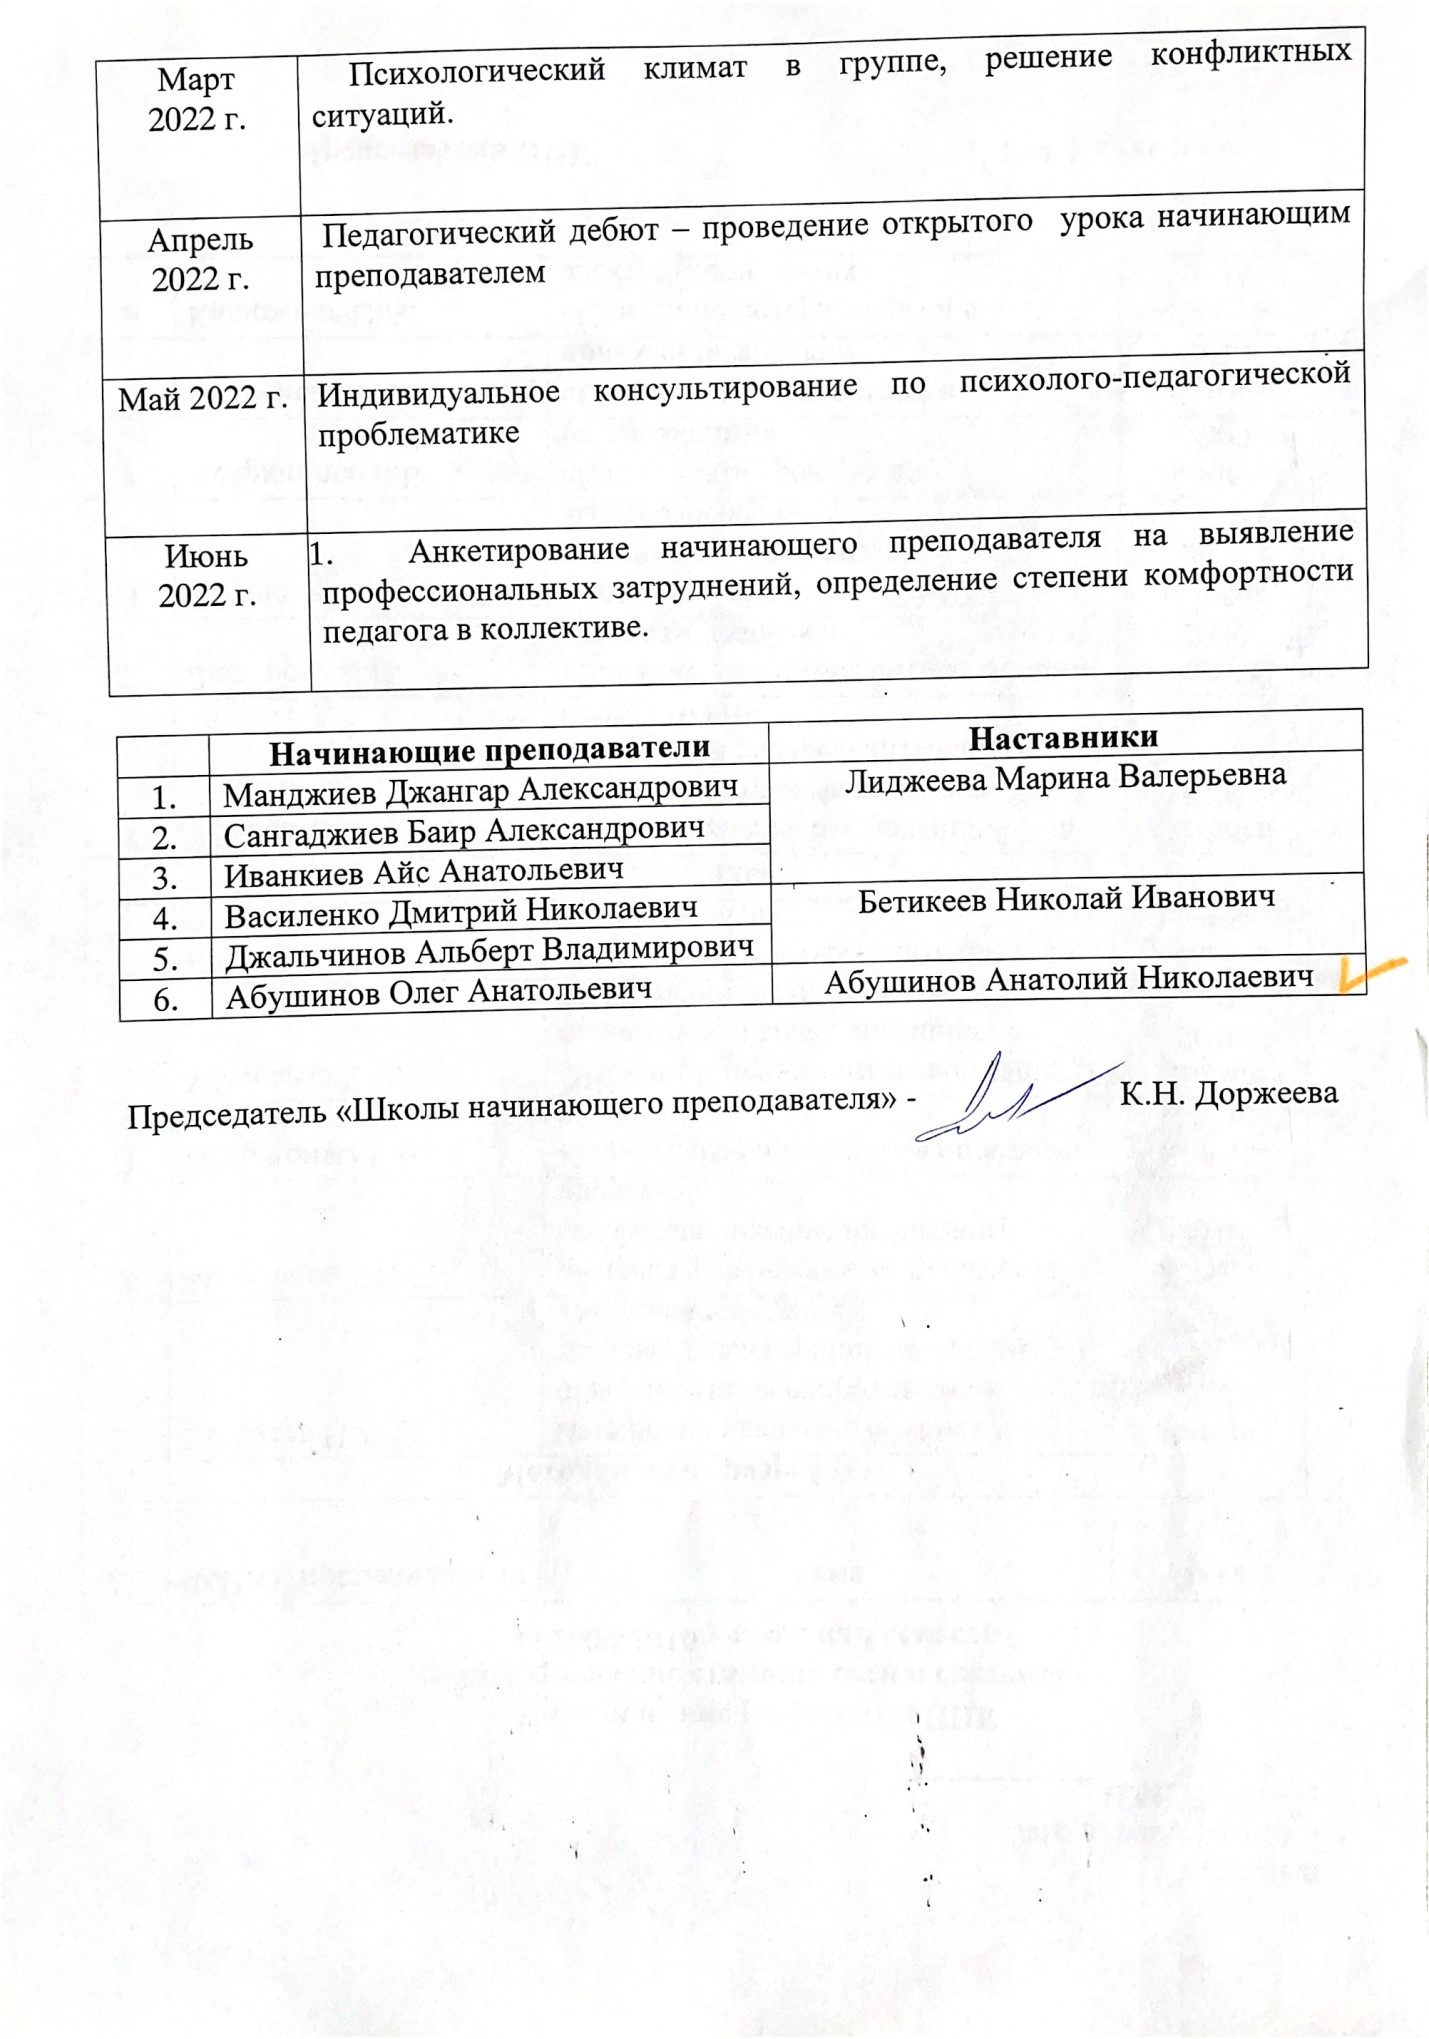 Март
2022 г.
Психологический климат в группе, решение конфликтных
ситуаций.
Апрель
2022 г.
Педагогический дебют – проведение открытого урока начинающим
преподавателем
Май 2022 г.
Индивидуальное консультирование по психолого-педагогической
проблематике
Июнь
2022 г.
1. Анкетирование начинающего преподавателя на выявление
профессиональных затруднений, определение степени комфортности
педагога в коллективе.
Начинающие преподаватели Наставники
1. Манджиев Джангар Александрович Лиджеева Марина Валерьевна
2. Сангаджиев Баир Александрович
3. Иванкиев Айс Анатольевич
4. Василенко Дмитрий Николаевич Бетикеев Николай Иванович
5. Джальчинов Альберт Владимирович
6. Абушинов Олег Анатольевич Абушинов Анатолий Николаевич
Председатель «Школы начинающего преподавателя» - К.Н. Доржеева